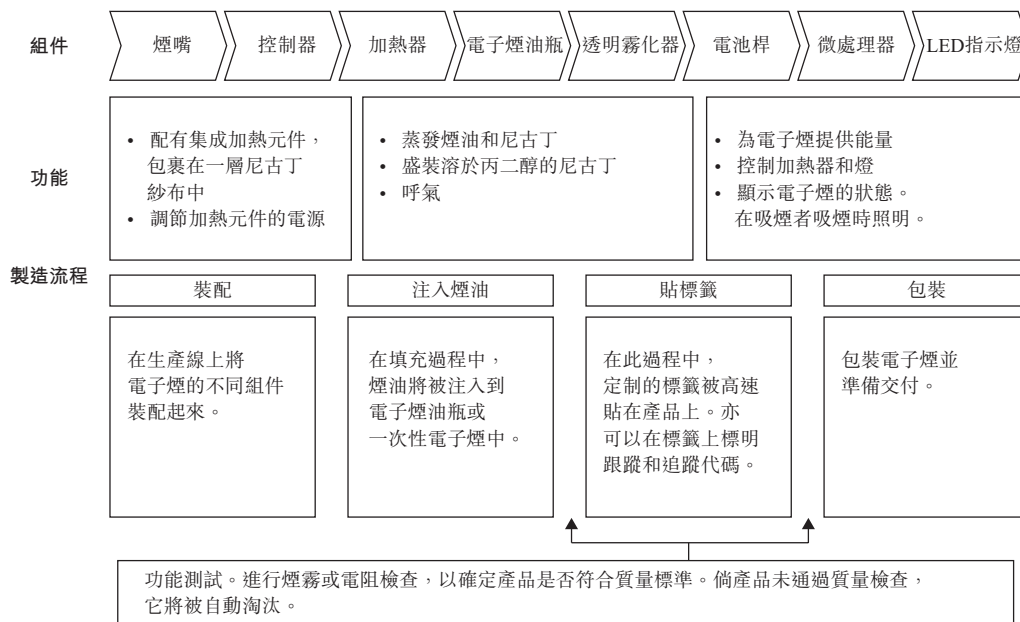 組件
煙嘴
控制器
加熱器
電子煙油瓶
透明霧化器
電池桿
微處理器
LED指示燈
功能
• 配有集成加熱元件，
包裹在一層尼古丁
紗布中
• 調節加熱元件的電源
• 蒸發煙油和尼古丁
• 盛裝溶於丙二醇的尼古丁
• 呼氣
• 為電子煙提供能量
• 控制加熱器和燈
• 顯示電子煙的狀態。
在吸煙者吸煙時照明。
製造流程
裝配
在生產線上將
電子煙的不同組件
裝配起來。
注入煙油
在填充過程中，
煙油將被注入到
電子煙油瓶或
一次性電子煙中。
貼標籤
在此過程中，
定制的標籤被高速
貼在產品上。亦
可以在標籤上標明
跟蹤和追蹤代碼。
包裝
包裝電子煙並
準備交付。
功能測試。進行煙霧或電阻檢查，以確定產品是否符合質量標準。倘產品未通過質量檢查，
它將被自動淘汰。